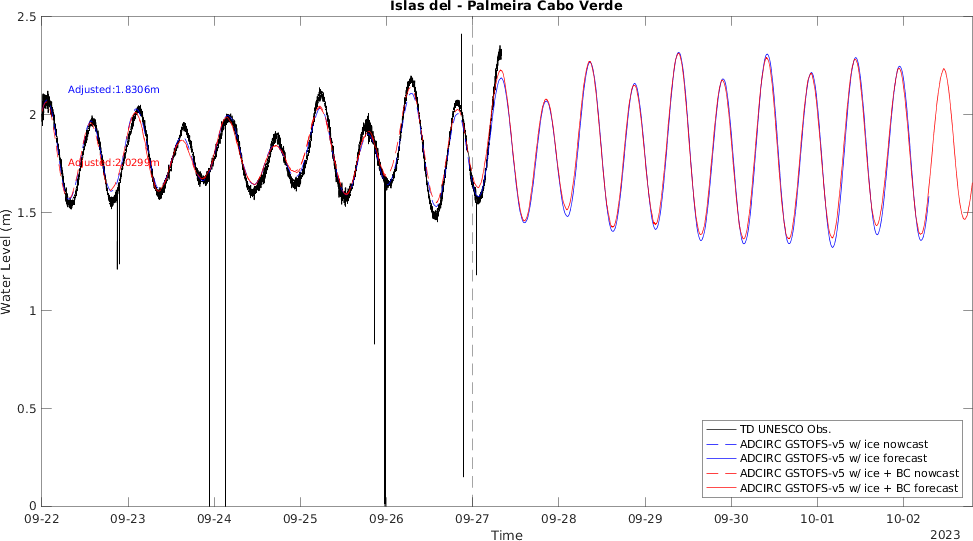 Islas del - Palmeira Cabo Verde
2.5
Adjusted:1.8306m
2
Adjusted:2.0299m
1.5
Water Level (m)
1
0.5
TD UNESCO Obs.
ADCIRC GSTOFS-v5 w/ ice nowcast
ADCIRC GSTOFS-v5 w/ ice forecast
ADCIRC GSTOFS-v5 w/ ice + BC nowcast
ADCIRC GSTOFS-v5 w/ ice + BC forecast
0
09-22 09-23 09-24 09-25 09-26 09-27 09-28 09-29 09-30 10-01 10-02
Time
2023